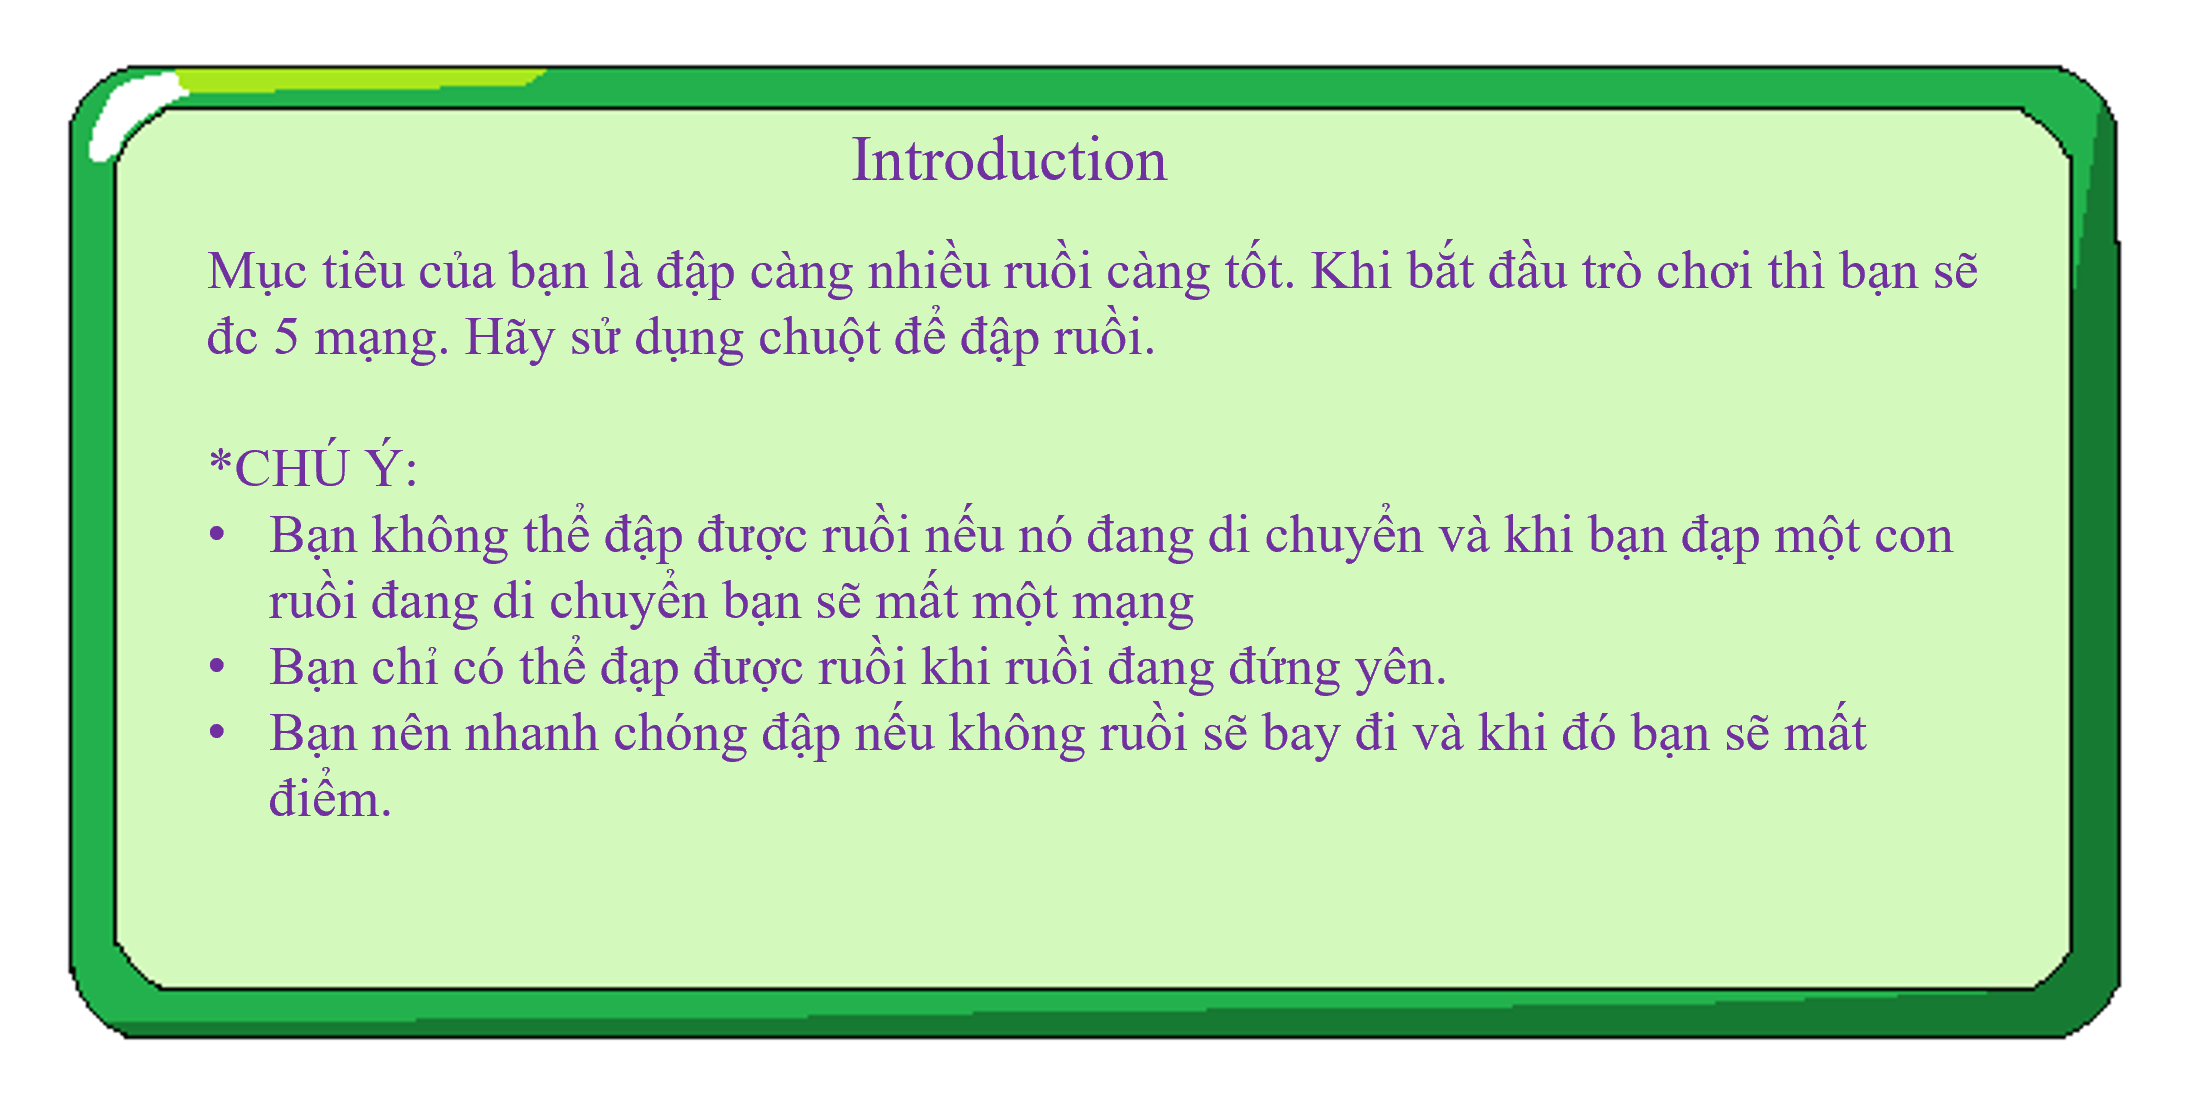 Introduction
Mục tiêu của bạn là đập càng nhiều ruồi càng tốt. Khi bắt đầu trò chơi thì bạn sẽ
đc 5 mạng. Hãy sử dụng chuột để đập ruồi.
*CHÚ Ý:
• Bạn không thể đập được ruồi nếu nó đang di chuyển và khi bạn đạp một con
ruồi đang di chuyển bạn sẽ mất một mạng
• Bạn chỉ có thể đạp được ruồi khi ruồi đang đứng yên.
• Bạn nên nhanh chóng đập nếu không ruồi sẽ bay đi và khi đó bạn sẽ mất
điểm.